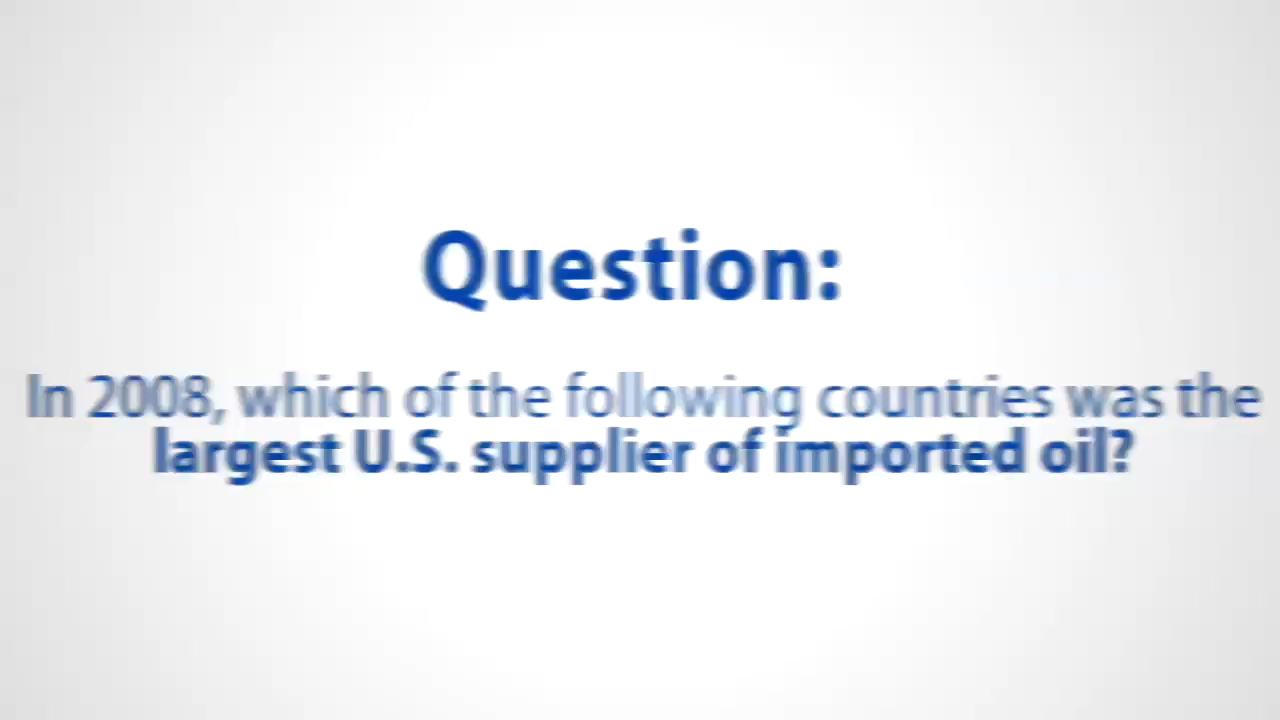 Question:
In 2008, which of the following countries was the
largest U.S. supplier of imported oil?